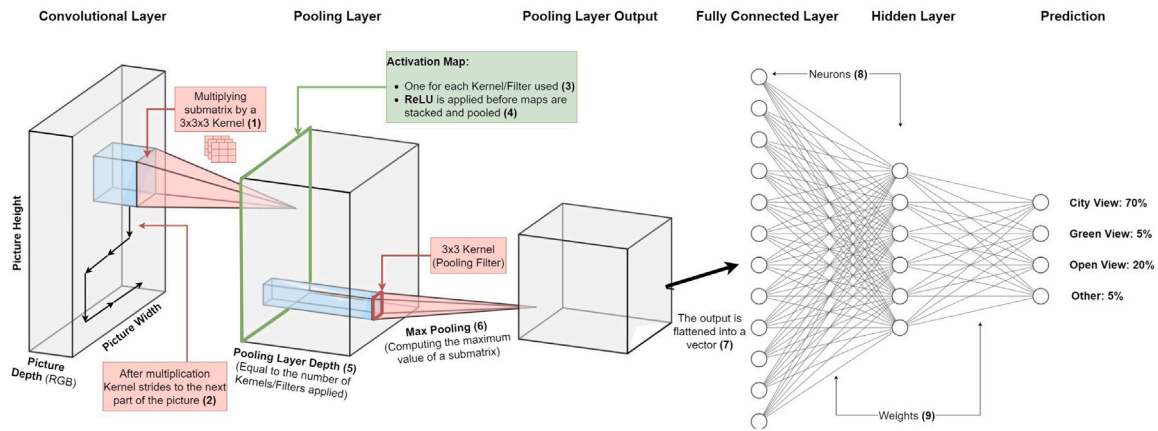 Convolutional Layer
Pooling Layer
Pooling Layer Output
Fully Connected Layer
Hidden Layer
Prediction
Activation Map:
• One for each Kernel/Filter used (3)
• ReLU is applied before maps are
stacked and pooled (4)
Multiplying
submatrix by a
3x3x3 Kernel (1)
Neurons (8)
Picture Height
City View: 70%
Green View: 5%
Open View: 20%
Other: 5%
3x3 Kernel
(Pooling Filter)
Picture Width
The output is
flattened into a
vector (7)
Max Pooling (6)
(Computing the maximum
value of a submatrix)
Picture
Depth (RGB)
Pooling Layer Depth (5)
(Equal to the number of
Kernels/Filters applied)
After multiplication
Kernel strides to the next
part of the picture (2)
Weights (9)